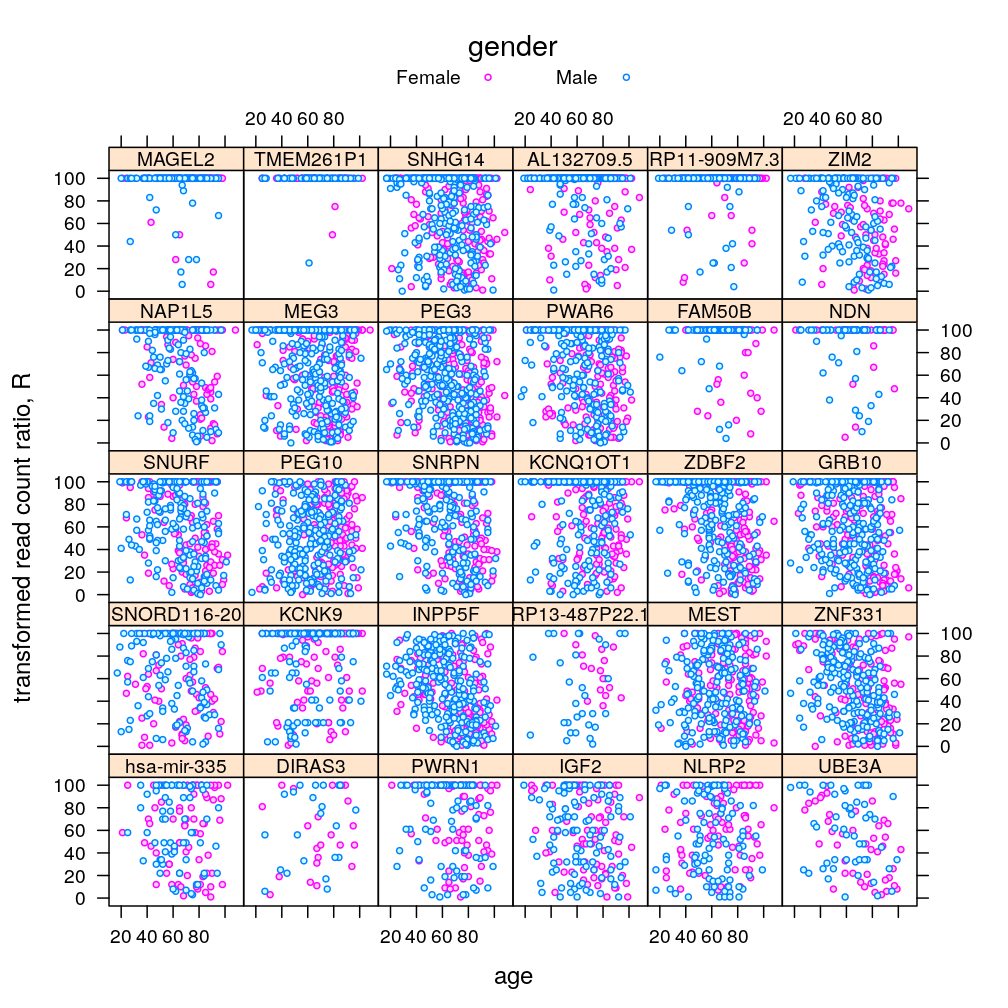 gender
Female Male
20 40 60 80 20 40 60 80 20 40 60 80
MAGEL2 TMEM261P1 SNHG14 AL132709.5 RP11-909M7.3 ZIM2
100
80
60
40
20
0
NAP1L5 MEG3 PEG3 PWAR6 FAM50B NDN
100
80
60
40
20
0
SNURF PEG10 SNRPN KCNQ1OT1 ZDBF2 GRB10
100
80
60
40
20
0
SNORD116-20 KCNK9 INPP5F RP13-487P22.1 MEST ZNF331
100
80
60
40
20
0
hsa-mir-335 DIRAS3 PWRN1 IGF2 NLRP2 UBE3A
100
80
60
40
20
0
20 40 60 80 20 40 60 80 20 40 60 80
age
transformed read count ratio, R